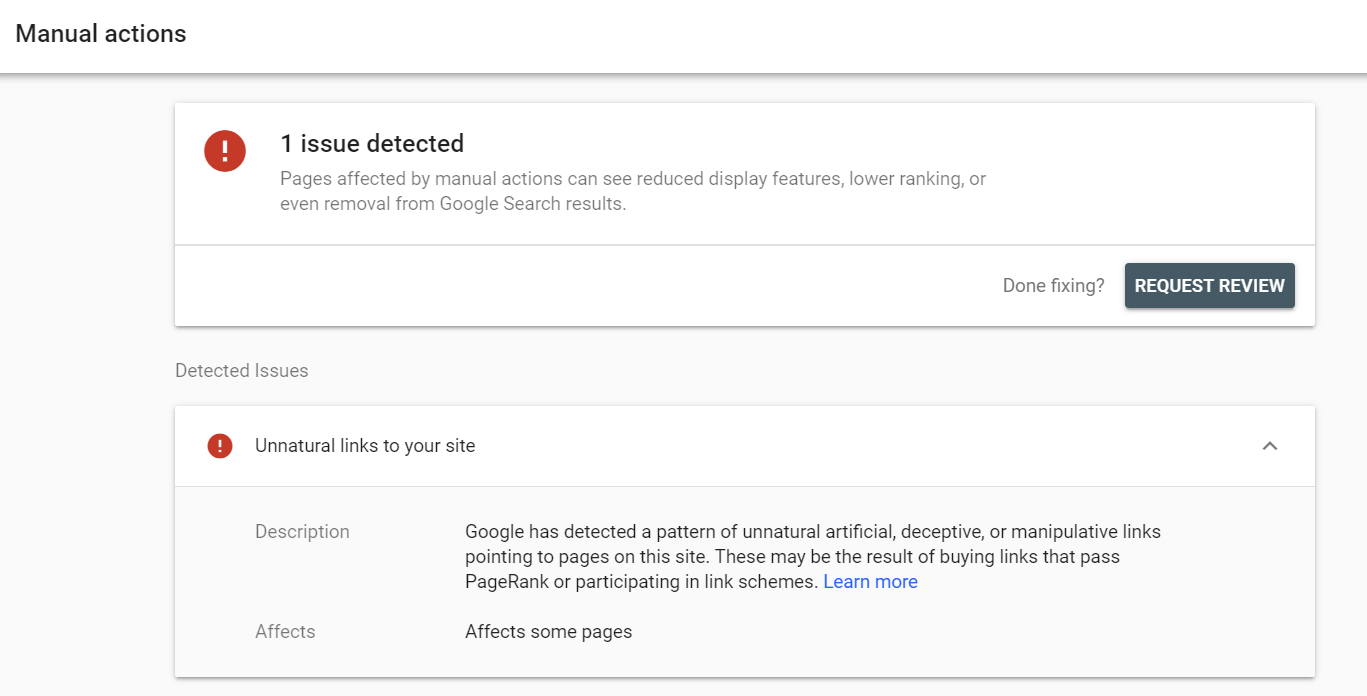 Manual actions
1 issue detected
Pages affected by manual actions can see reduced display features, lower ranking, or
even removal from Google Search results.
Done fixing? REQUEST REVIEW
Detected Issues
Unnatural links to your site
Description Google has detected a pattern of unnatural artificial, deceptive, or manipulative links
pointing to pages on this site. These may be the result of buying links that pass
PageRank or participating in link schemes. Learn more
Affects Affects some pages